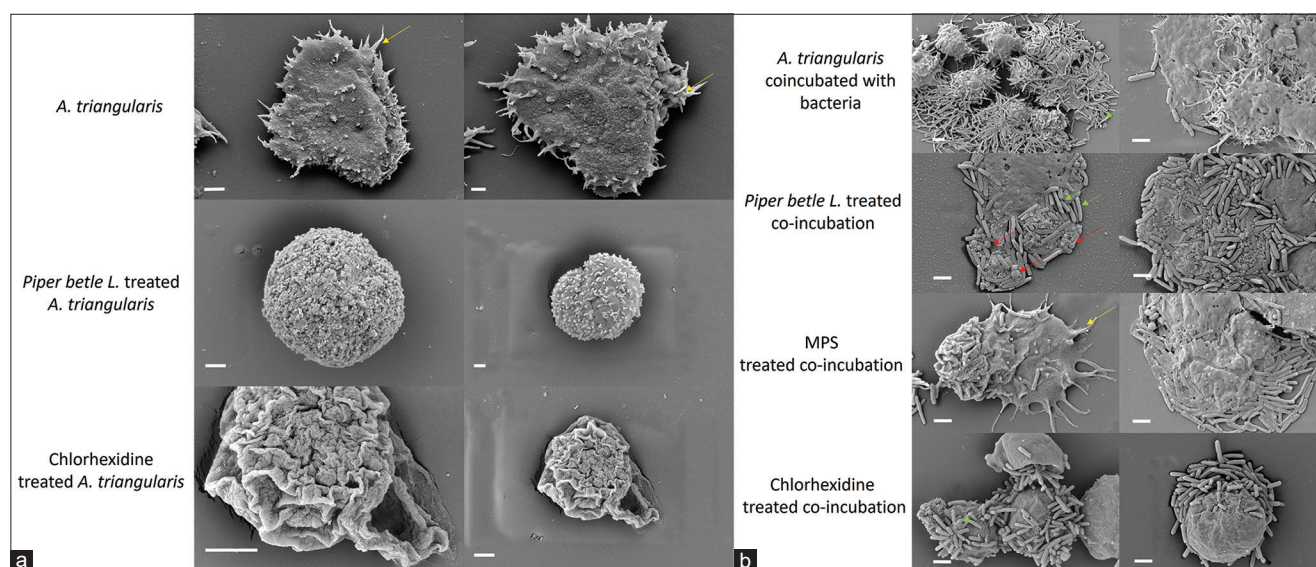 A. triangularis
Piper betle L. treated
A. triangularis
Chlorhexidine
treated A. triangularis
a
A. triangularis
coincubated with
bacteria
Piper betle L. treated
co-incubation
MPS
treated co-incubation
Chlorhexidine
treated co-incubation
b